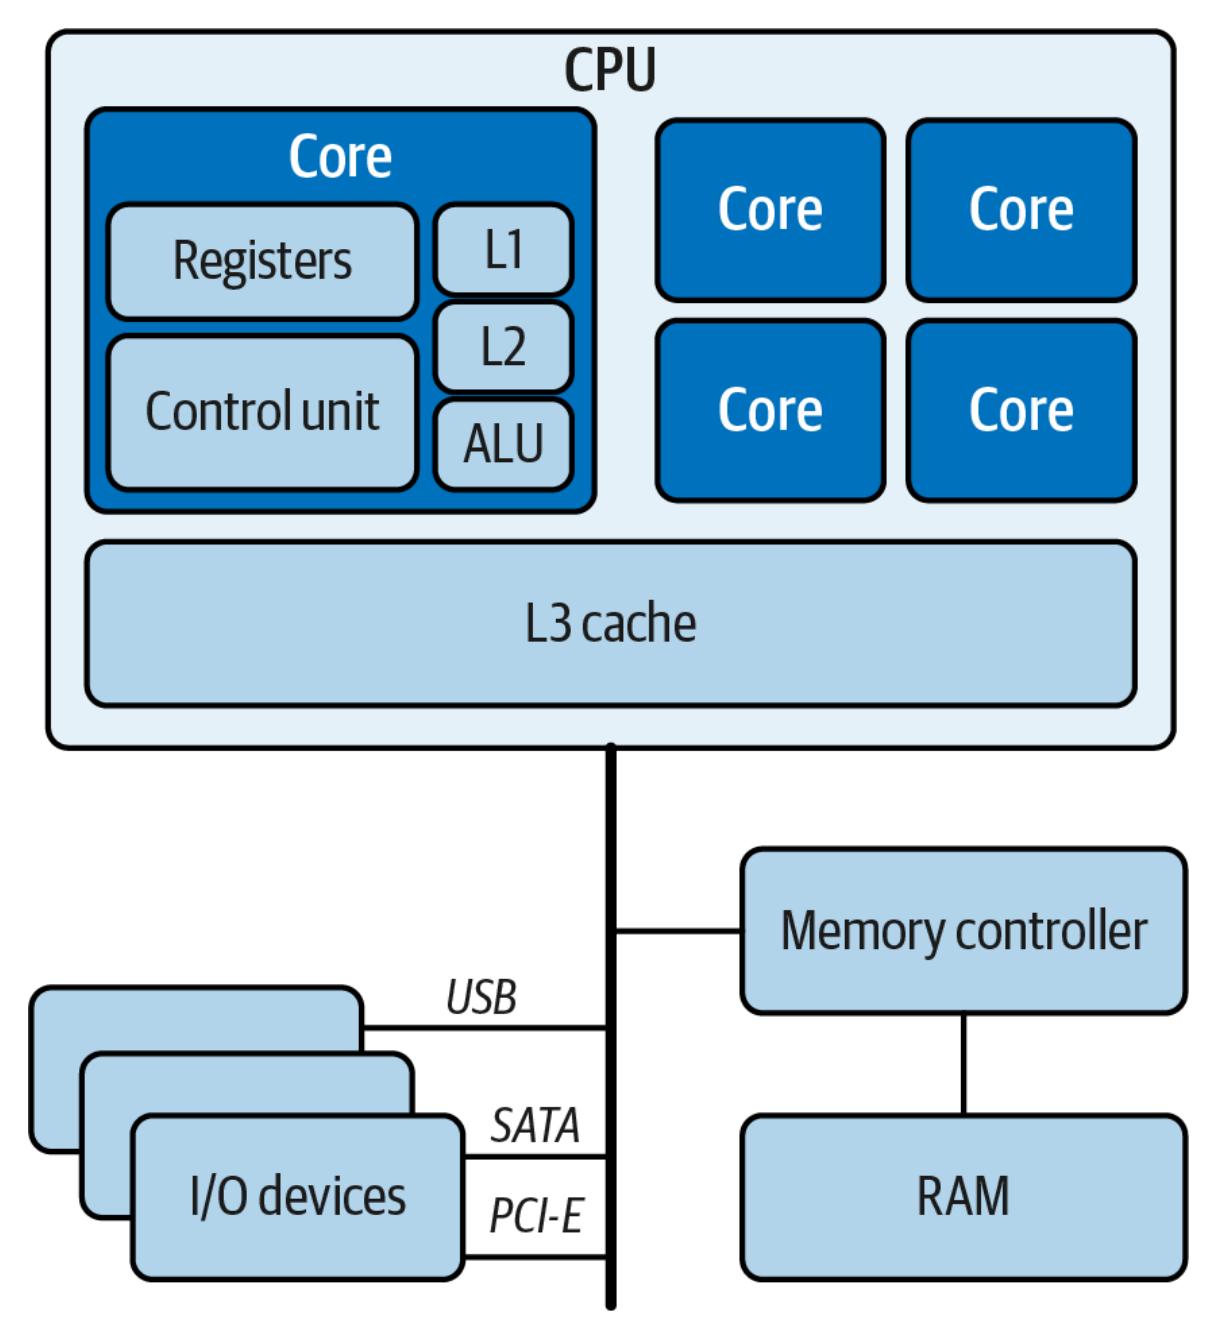 CPU
Core
Registers
Control unit
L1
L2
ALU
Core
Core
Core
Core
L3 cache
Memory controller
USB
SATA
PCI-E
I/O devices
RAM